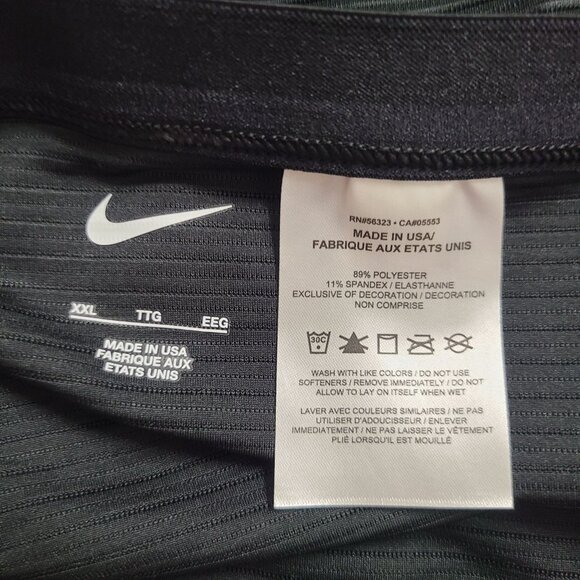 XXL TTG EEG
MADE IN USA
FABRIQUE AUX
ETATS UNIS
RN#56323 • CA#05553
MADE IN USA/
FABRIQUE AUX ETATS UNIS
89% POLYESTER
11% SPANDEX / ELASTHANNE
EXCLUSIVE OF DECORATION / DECORATION
NON COMPRISE
30C
WASH WITH LIKE COLORS / DO NOT USE
SOFTENERS / REMOVE IMMEDIATELY / DO NOT
ALLOW TO LAY ON ITSELF WHEN WET
LAVER AVEC COULEURS SIMILAIRES / NE PAS
UTILISER D'ADOUCISSANT / ENLEVER
IMMEDIATEMENT / NE PAS LAISSER LE VÊTEMENT
PLIÉ LORSQU'IL EST MOUILLÉ